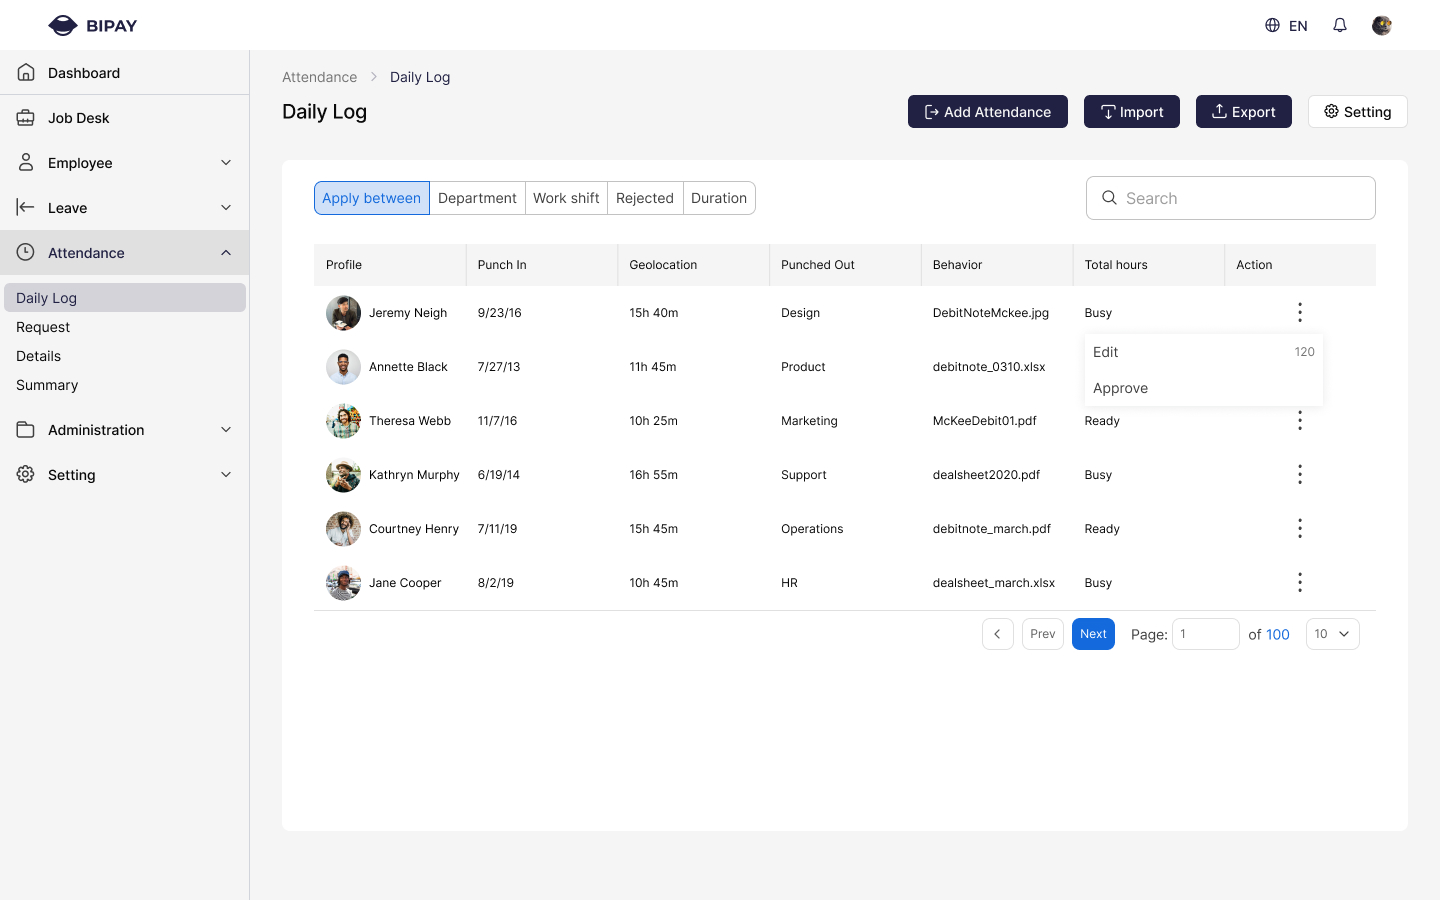 BIPAY
EN
Dashboard
Job Desk
Employee
Leave
Attendance
Daily Log
Request
Details
Summary
Administration
Setting
Attendance > Daily Log
Daily Log
Add Attendance
Import
Export
Setting
Apply between
Department
Work shift
Rejected
Duration
Search
Profile Punch In Geolocation Punched Out Behavior Total hours Action
Jeremy Neigh 9/23/16 15h 40m Design DebitNoteMckee.jpg Busy
Edit 120
Annette Black 7/27/13 11h 45m Product debitnote_0310.xlsx
Approve
Theresa Webb 11/7/16 10h 25m Marketing McKeeDebit01.pdf Ready
Kathryn Murphy 6/19/14 16h 55m Support dealsheet2020.pdf Busy
Courtney Henry 7/11/19 15h 45m Operations debitnote_march.pdf Ready
Jane Cooper 8/2/19 10h 45m HR dealsheet_march.xlsx Busy
Prev Next Page: 1 of 100 10